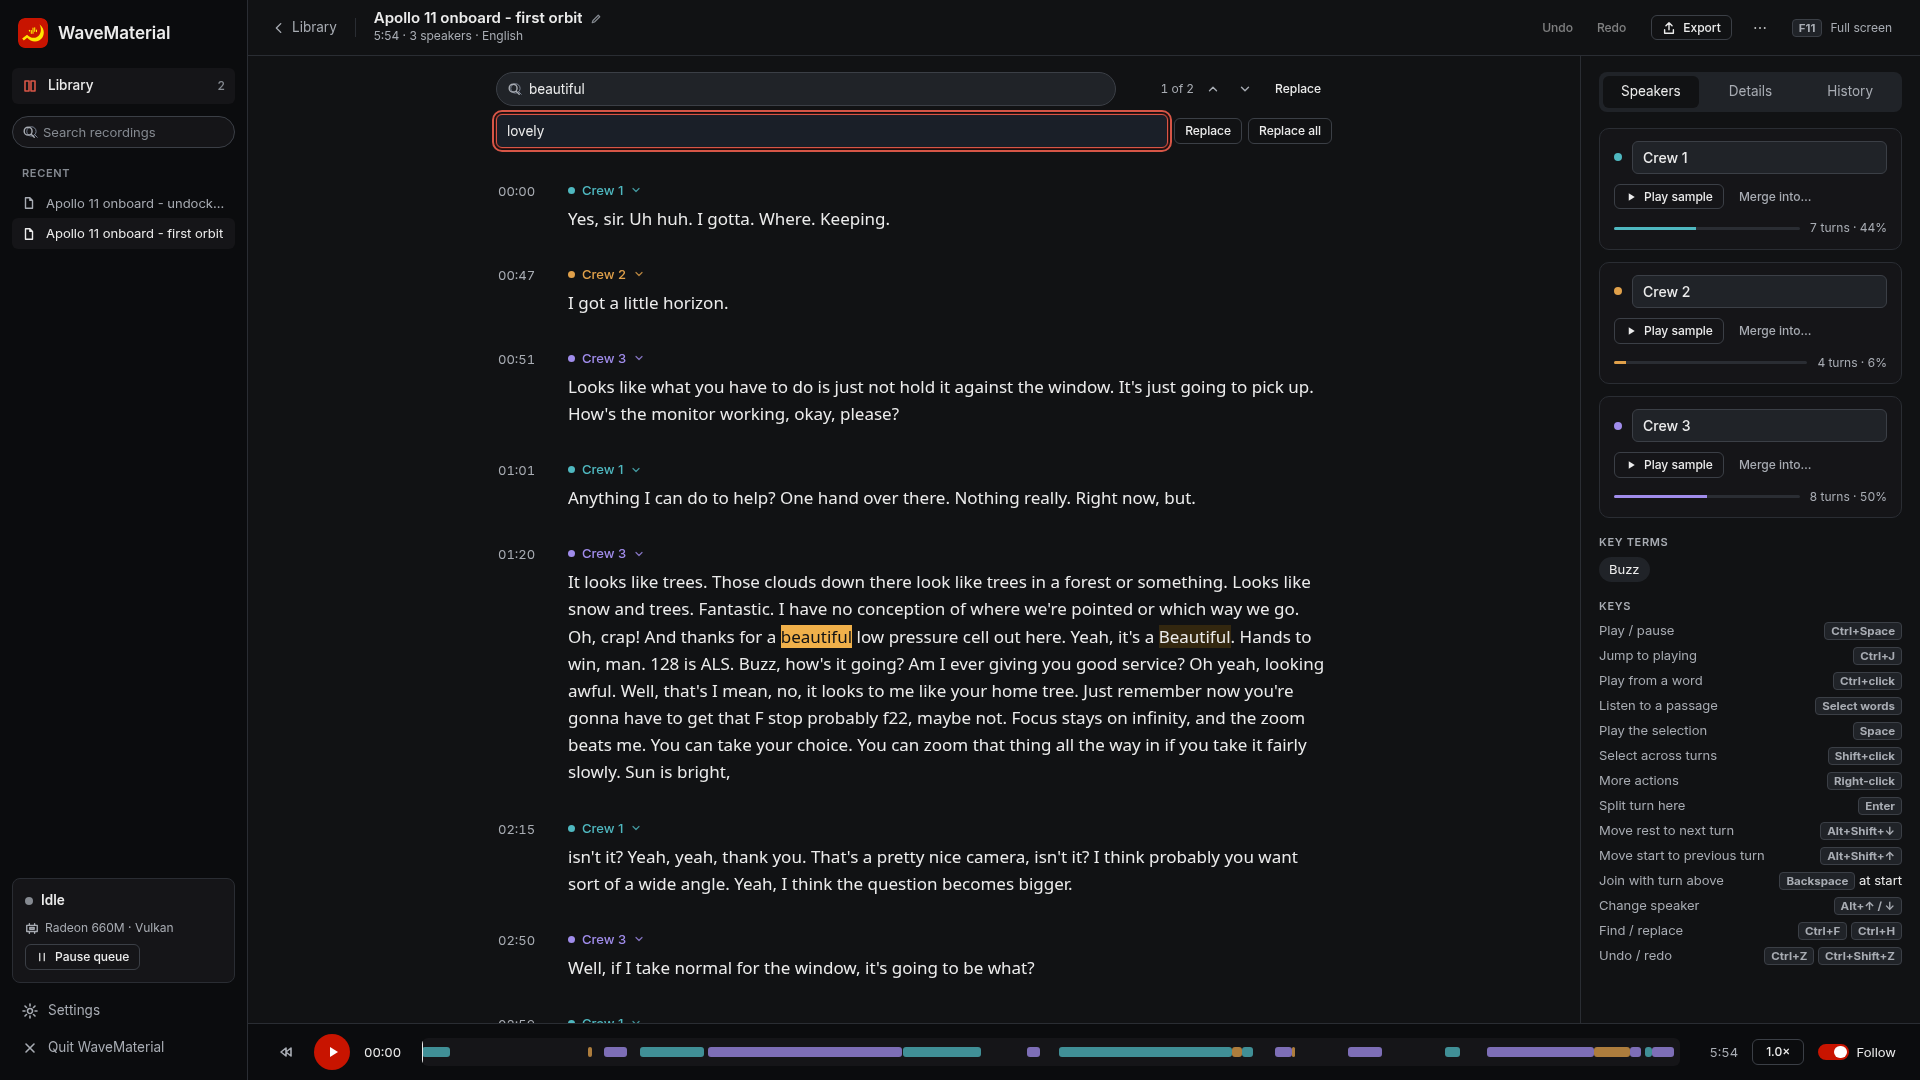 WaveMaterial
Library
2
Search recordings
RECENT
Apollo 11 onboard - undock...
Apollo 11 onboard - first orbit
Idle
Radeon 660M · Vulkan
Pause queue
Settings
Quit WaveMaterial
Library
Apollo 11 onboard - first orbit
5:54 · 3 speakers · English
Undo
Redo
Export
F11
Full screen
beautiful
1 of 2
Replace
lovely
Replace
Replace all
00:00
Crew 1
Yes, sir. Uh huh. I gotta. Where. Keeping.
00:47
Crew 2
I got a little horizon.
00:51
Crew 3
Looks like what you have to do is just not hold it against the window. It's just going to pick up.
How's the monitor working, okay, please?
01:01
Crew 1
Anything I can do to help? One hand over there. Nothing really. Right now, but.
01:20
Crew 3
It looks like trees. Those clouds down there look like trees in a forest or something. Looks like
snow and trees. Fantastic. I have no conception of where we're pointed or which way we go.
Oh, crap! And thanks for a beautiful low pressure cell out here. Yeah, it's a Beautiful. Hands to
win, man. 128 is ALS. Buzz, how's it going? Am I ever giving you good service? Oh yeah, looking
awful. Well, that's I mean, no, it looks to me like your home tree. Just remember now you're
gonna have to get that F stop probably f22, maybe not. Focus stays on infinity, and the zoom
beats me. You can take your choice. You can zoom that thing all the way in if you take it fairly
slowly. Sun is bright,
02:15
Crew 1
isn't it? Yeah, yeah, thank you. That's a pretty nice camera, isn't it? I think probably you want
sort of a wide angle. Yeah, I think the question becomes bigger.
02:50
Crew 3
Well, if I take normal for the window, it's going to be what?
Crew 1
Speakers
Details
History
Crew 1
Play sample
Merge into...
7 turns · 44%
Crew 2
Play sample
Merge into...
4 turns · 6%
Crew 3
Play sample
Merge into...
8 turns · 50%
KEY TERMS
Buzz
KEYS
Play / pause Ctrl+Space
Jump to playing Ctrl+J
Play from a word Ctrl+click
Listen to a passage Select words
Play the selection Space
Select across turns Shift+click
More actions Right-click
Split turn here Enter
Move rest to next turn Alt+Shift+↓
Move start to previous turn Alt+Shift+↑
Join with turn above Backspace at start
Change speaker Alt+↑ / ↓
Find / replace Ctrl+F Ctrl+H
Undo / redo Ctrl+Z Ctrl+Shift+Z
00:00
5:54
1.0×
Follow